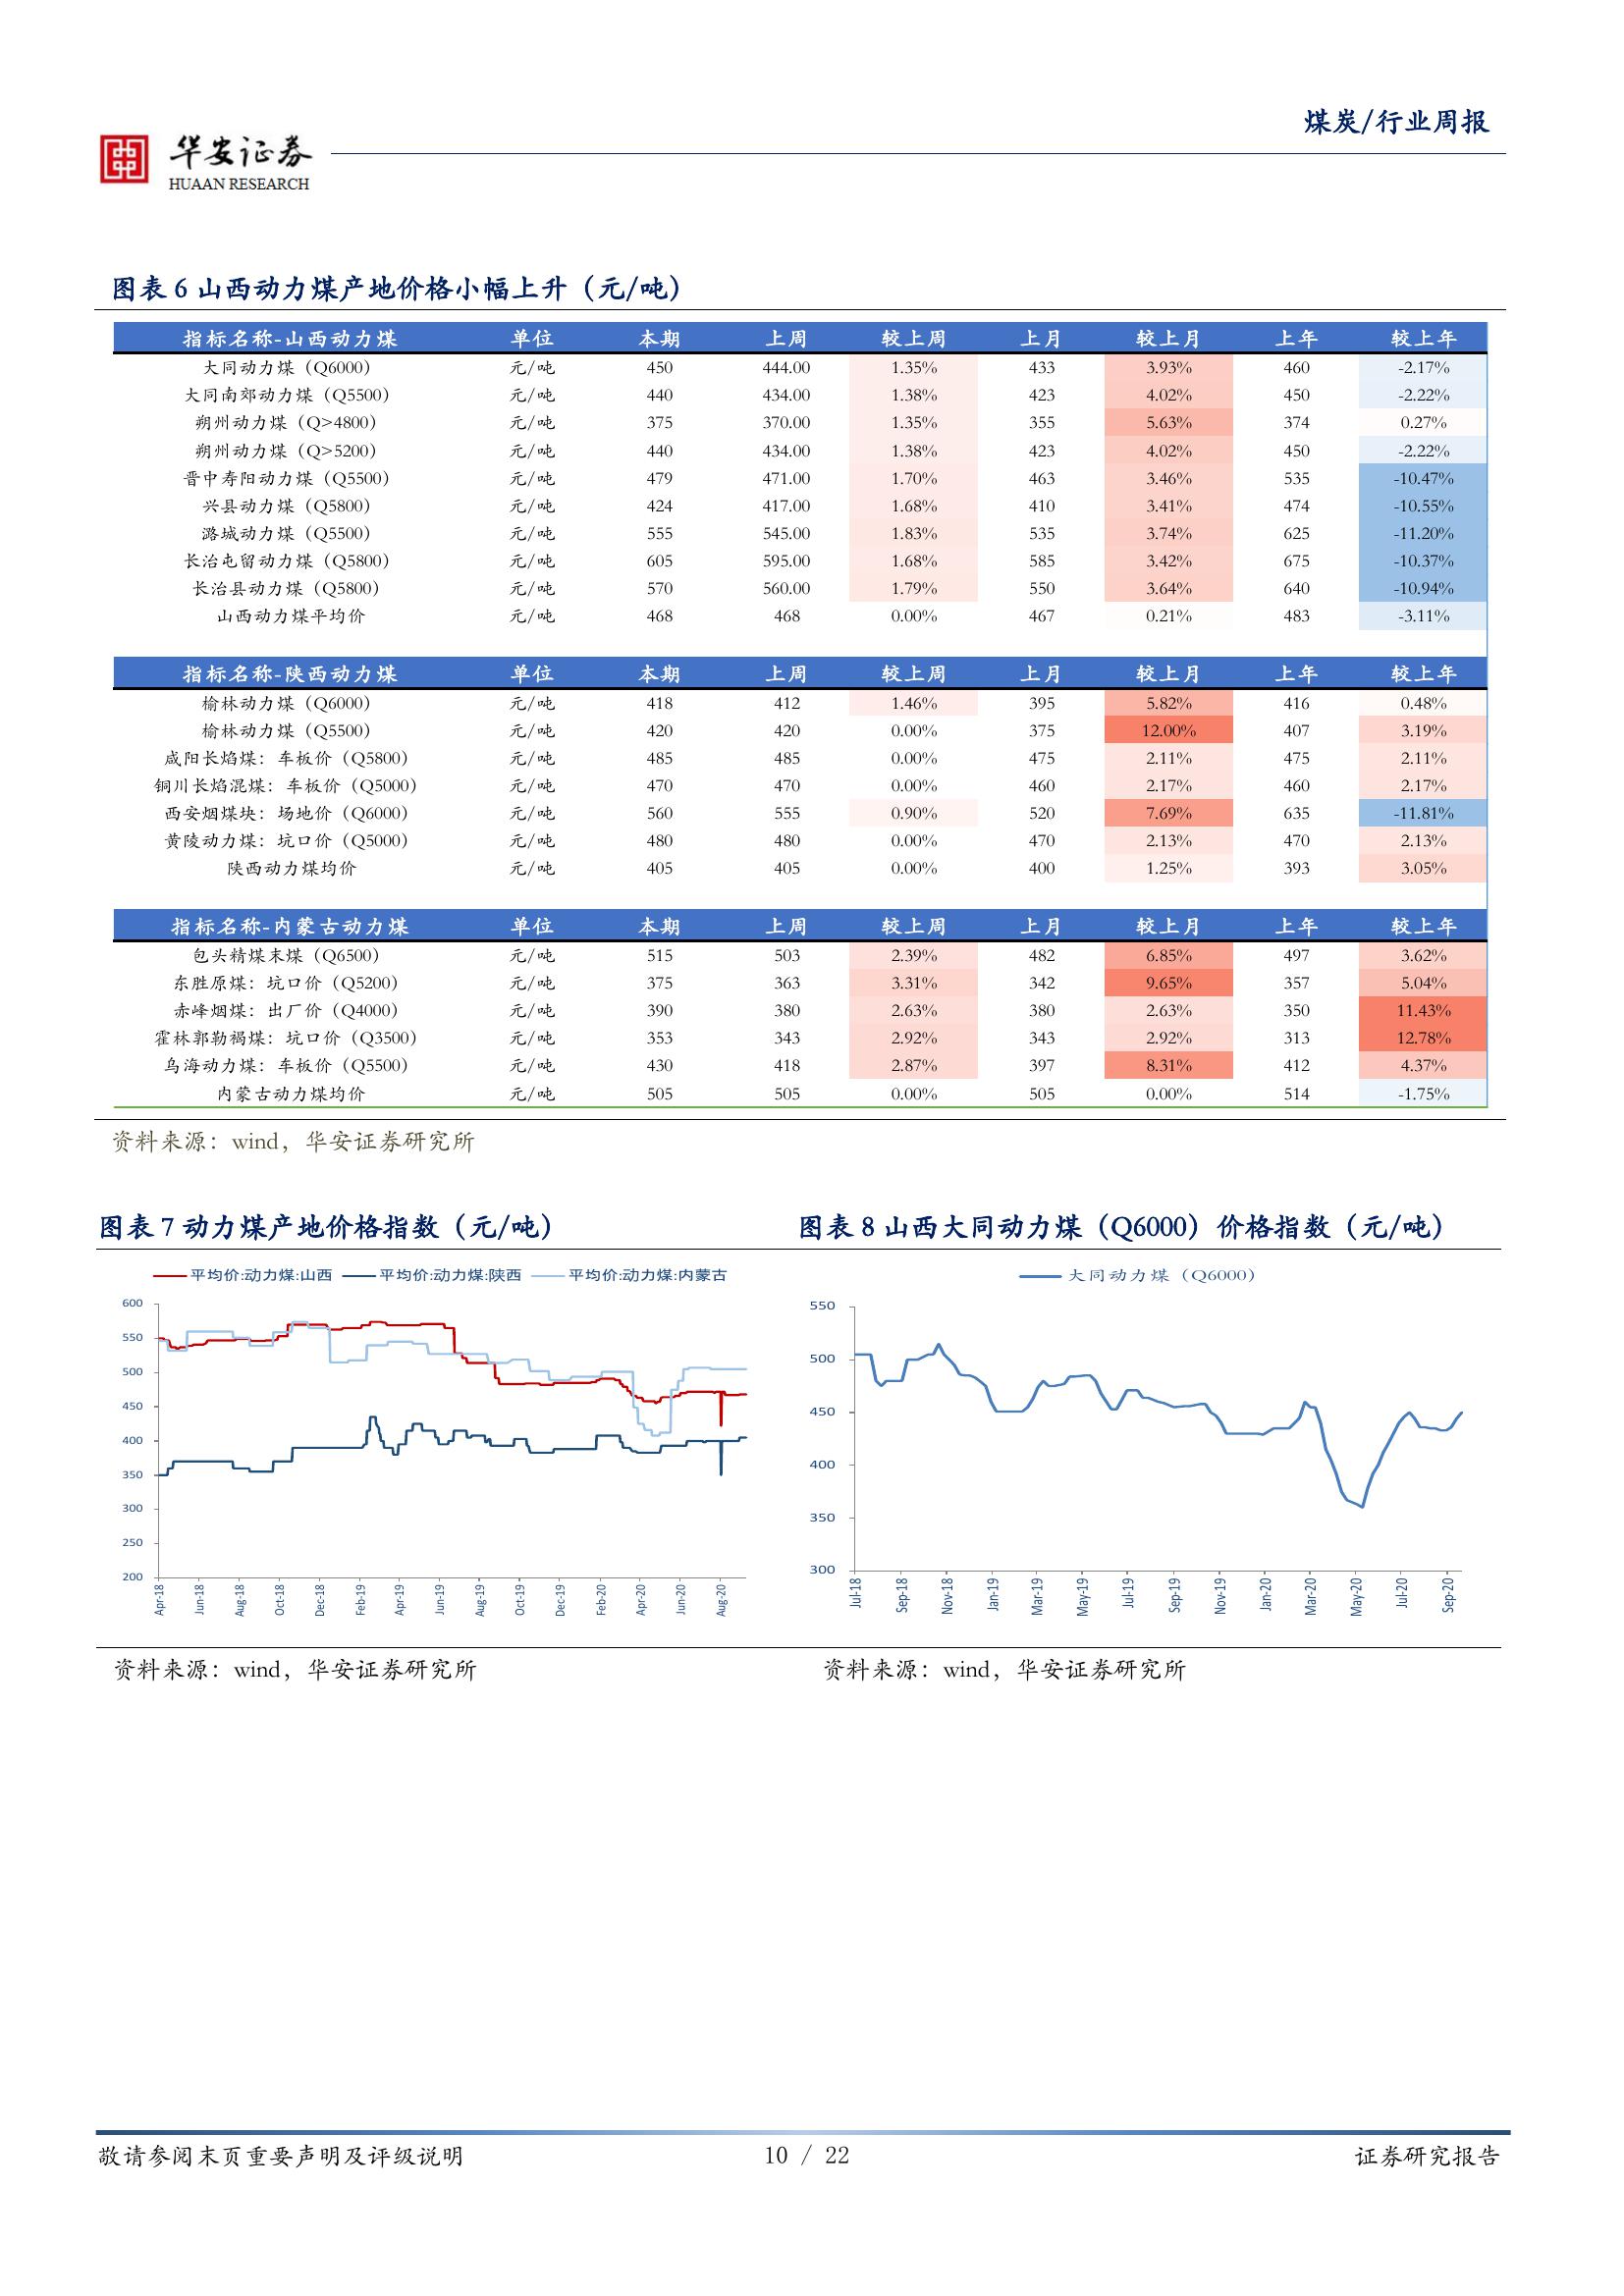 煤炭/行业周报
华安证券
HUAAN RESEARCH
图表 6 山西动力煤产地价格小幅上升（元/吨）
指标名称-山西动力煤 单位 本期 上周 较上周 上月 较上月 上年 较上年
大同动力煤（Q6000） 元/吨 450 444.00 1.35% 433 3.93% 460 -2.17%
大同南郊动力煤（Q5500） 元/吨 440 434.00 1.38% 423 4.02% 450 -2.22%
朔州动力煤（Q>4800） 元/吨 375 370.00 1.35% 355 5.63% 374 0.27%
朔州动力煤（Q>5200） 元/吨 440 434.00 1.38% 423 4.02% 450 -2.22%
晋中寿阳动力煤（Q5500） 元/吨 479 471.00 1.70% 463 3.46% 535 -10.47%
兴县动力煤（Q5800） 元/吨 424 417.00 1.68% 410 3.41% 474 -10.55%
潞城动力煤（Q5500） 元/吨 555 545.00 1.83% 535 3.74% 625 -11.20%
长治屯留动力煤（Q5800） 元/吨 605 595.00 1.68% 585 3.42% 675 -10.37%
长治县动力煤（Q5800） 元/吨 570 560.00 1.79% 550 3.64% 640 -10.94%
山西动力煤平均价 元/吨 468 468 0.00% 467 0.21% 483 -3.11%
指标名称-陕西动力煤 单位 本期 上周 较上周 上月 较上月 上年 较上年
榆林动力煤（Q6000） 元/吨 418 412 1.46% 395 5.82% 416 0.48%
榆林动力煤（Q5500） 元/吨 420 420 0.00% 375 12.00% 407 3.19%
咸阳长焰煤：车板价（Q5800） 元/吨 485 485 0.00% 475 2.11% 475 2.11%
铜川长焰混煤：车板价（Q5000） 元/吨 470 470 0.00% 460 2.17% 460 2.17%
西安烟煤块：场地价（Q6000） 元/吨 560 555 0.90% 520 7.69% 635 -11.81%
黄陵动力煤：坑口价（Q5000） 元/吨 480 480 0.00% 470 2.13% 470 2.13%
陕西动力煤均价 元/吨 405 405 0.00% 400 1.25% 393 3.05%
指标名称-内蒙古动力煤 单位 本期 上周 较上周 上月 较上月 上年 较上年
包头精煤末煤（Q6500） 元/吨 515 503 2.39% 482 6.85% 497 3.62%
东胜原煤：坑口价（Q5200） 元/吨 375 363 3.31% 342 9.65% 357 5.04%
赤峰烟煤：出厂价（Q4000） 元/吨 390 380 2.63% 380 2.63% 350 11.43%
霍林郭勒褐煤：坑口价（Q3500） 元/吨 353 343 2.92% 343 2.92% 313 12.78%
乌海动力煤：车板价（Q5500） 元/吨 430 418 2.87% 397 8.31% 412 4.37%
内蒙古动力煤均价 元/吨 505 505 0.00% 505 0.00% 514 -1.75%
资料来源：wind，华安证券研究所
图表 7 动力煤产地价格指数（元/吨）
平均价:动力煤:山西 平均价:动力煤:陕西 平均价:动力煤:内蒙古
600
550
500
450
400
350
300
250
200
Apr-18 Jun-18 Aug-18 Oct-18 Dec-18 Feb-19 Apr-19 Jun-19 Aug-19 Oct-19 Dec-19 Feb-20 Apr-20 Jun-20 Aug-20
资料来源：wind，华安证券研究所
图表 8 山西大同动力煤（Q6000）价格指数（元/吨）
大同动力煤（Q6000）
550
500
450
400
350
300
Jul-18 Sep-18 Nov-18 Jan-19 Mar-19 May-19 Jul-19 Sep-19 Nov-19 Jan-20 Mar-20 May-20 Jul-20 Sep-20
资料来源：wind，华安证券研究所
敬请参阅末页重要声明及评级说明 10 / 22 证券研究报告